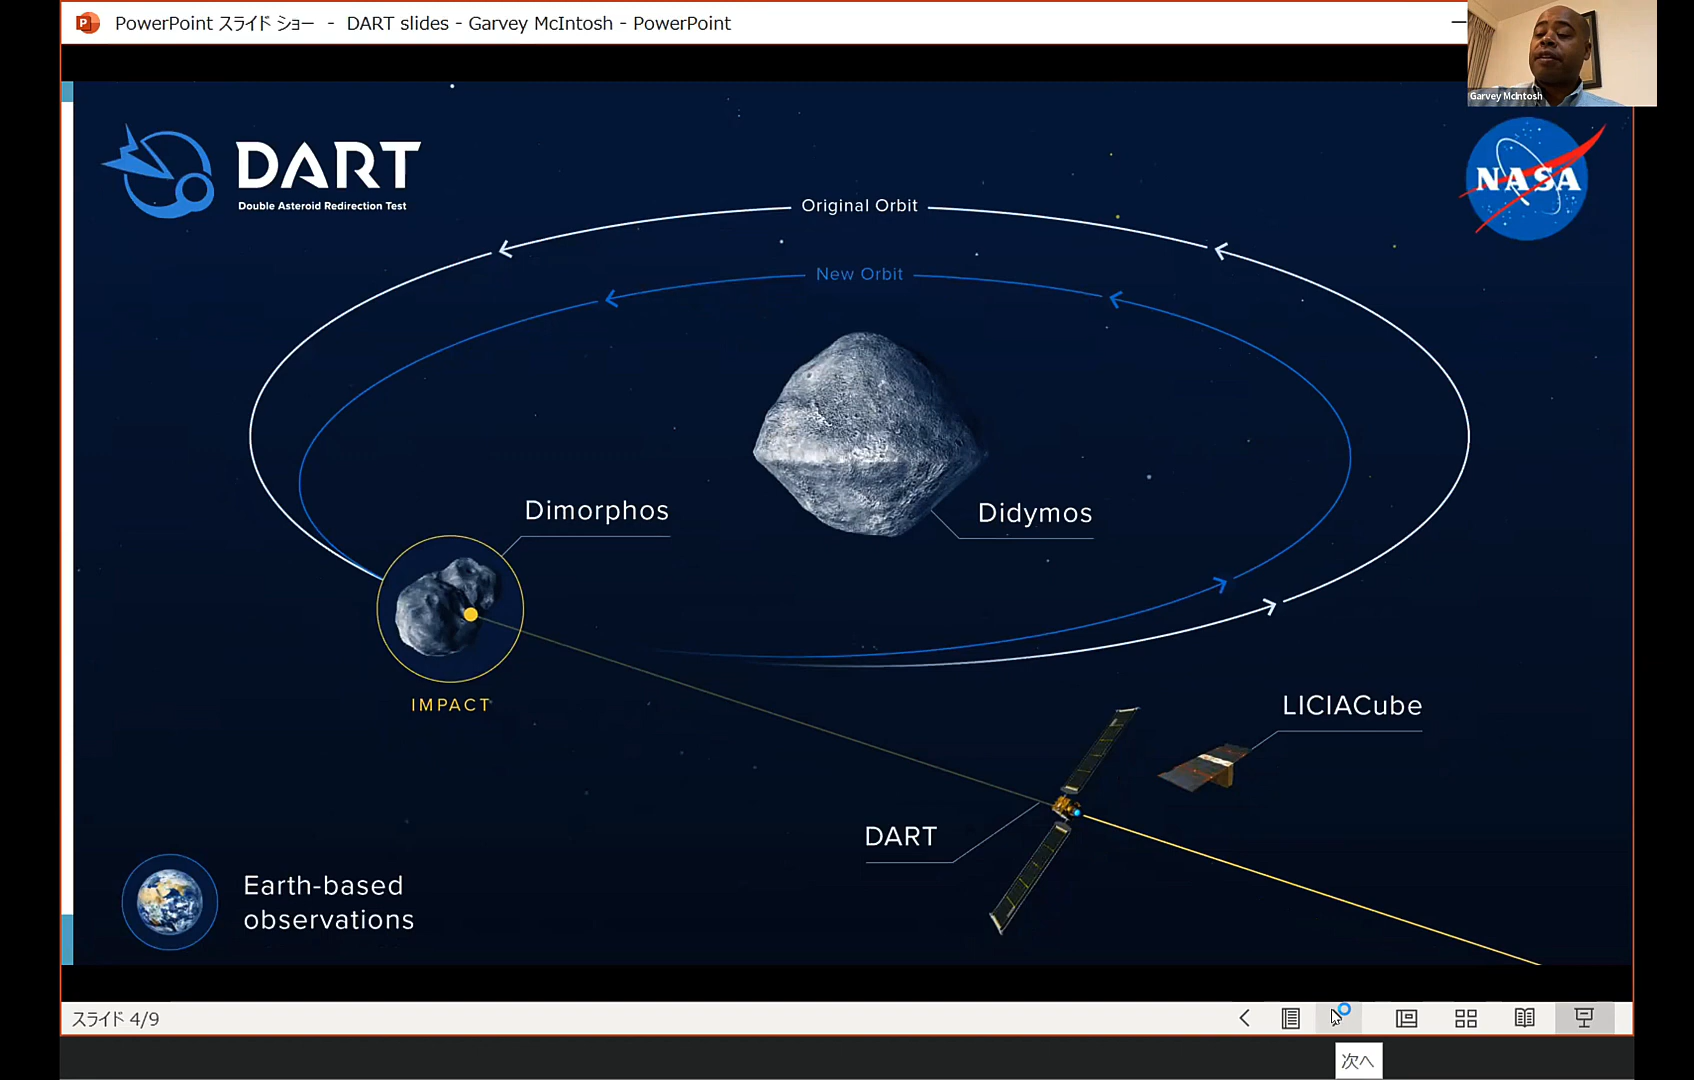 PowerPoint スライド ショー - DART slides - Garvey McIntosh - PowerPoint
Garvey McIntosh
DART
Double Asteroid Redirection Test
NASA
Original Orbit
New Orbit
Dimorphos
Didymos
IMPACT
LICIACube
DART
Earth-based
observations
スライド 4/9
次へ